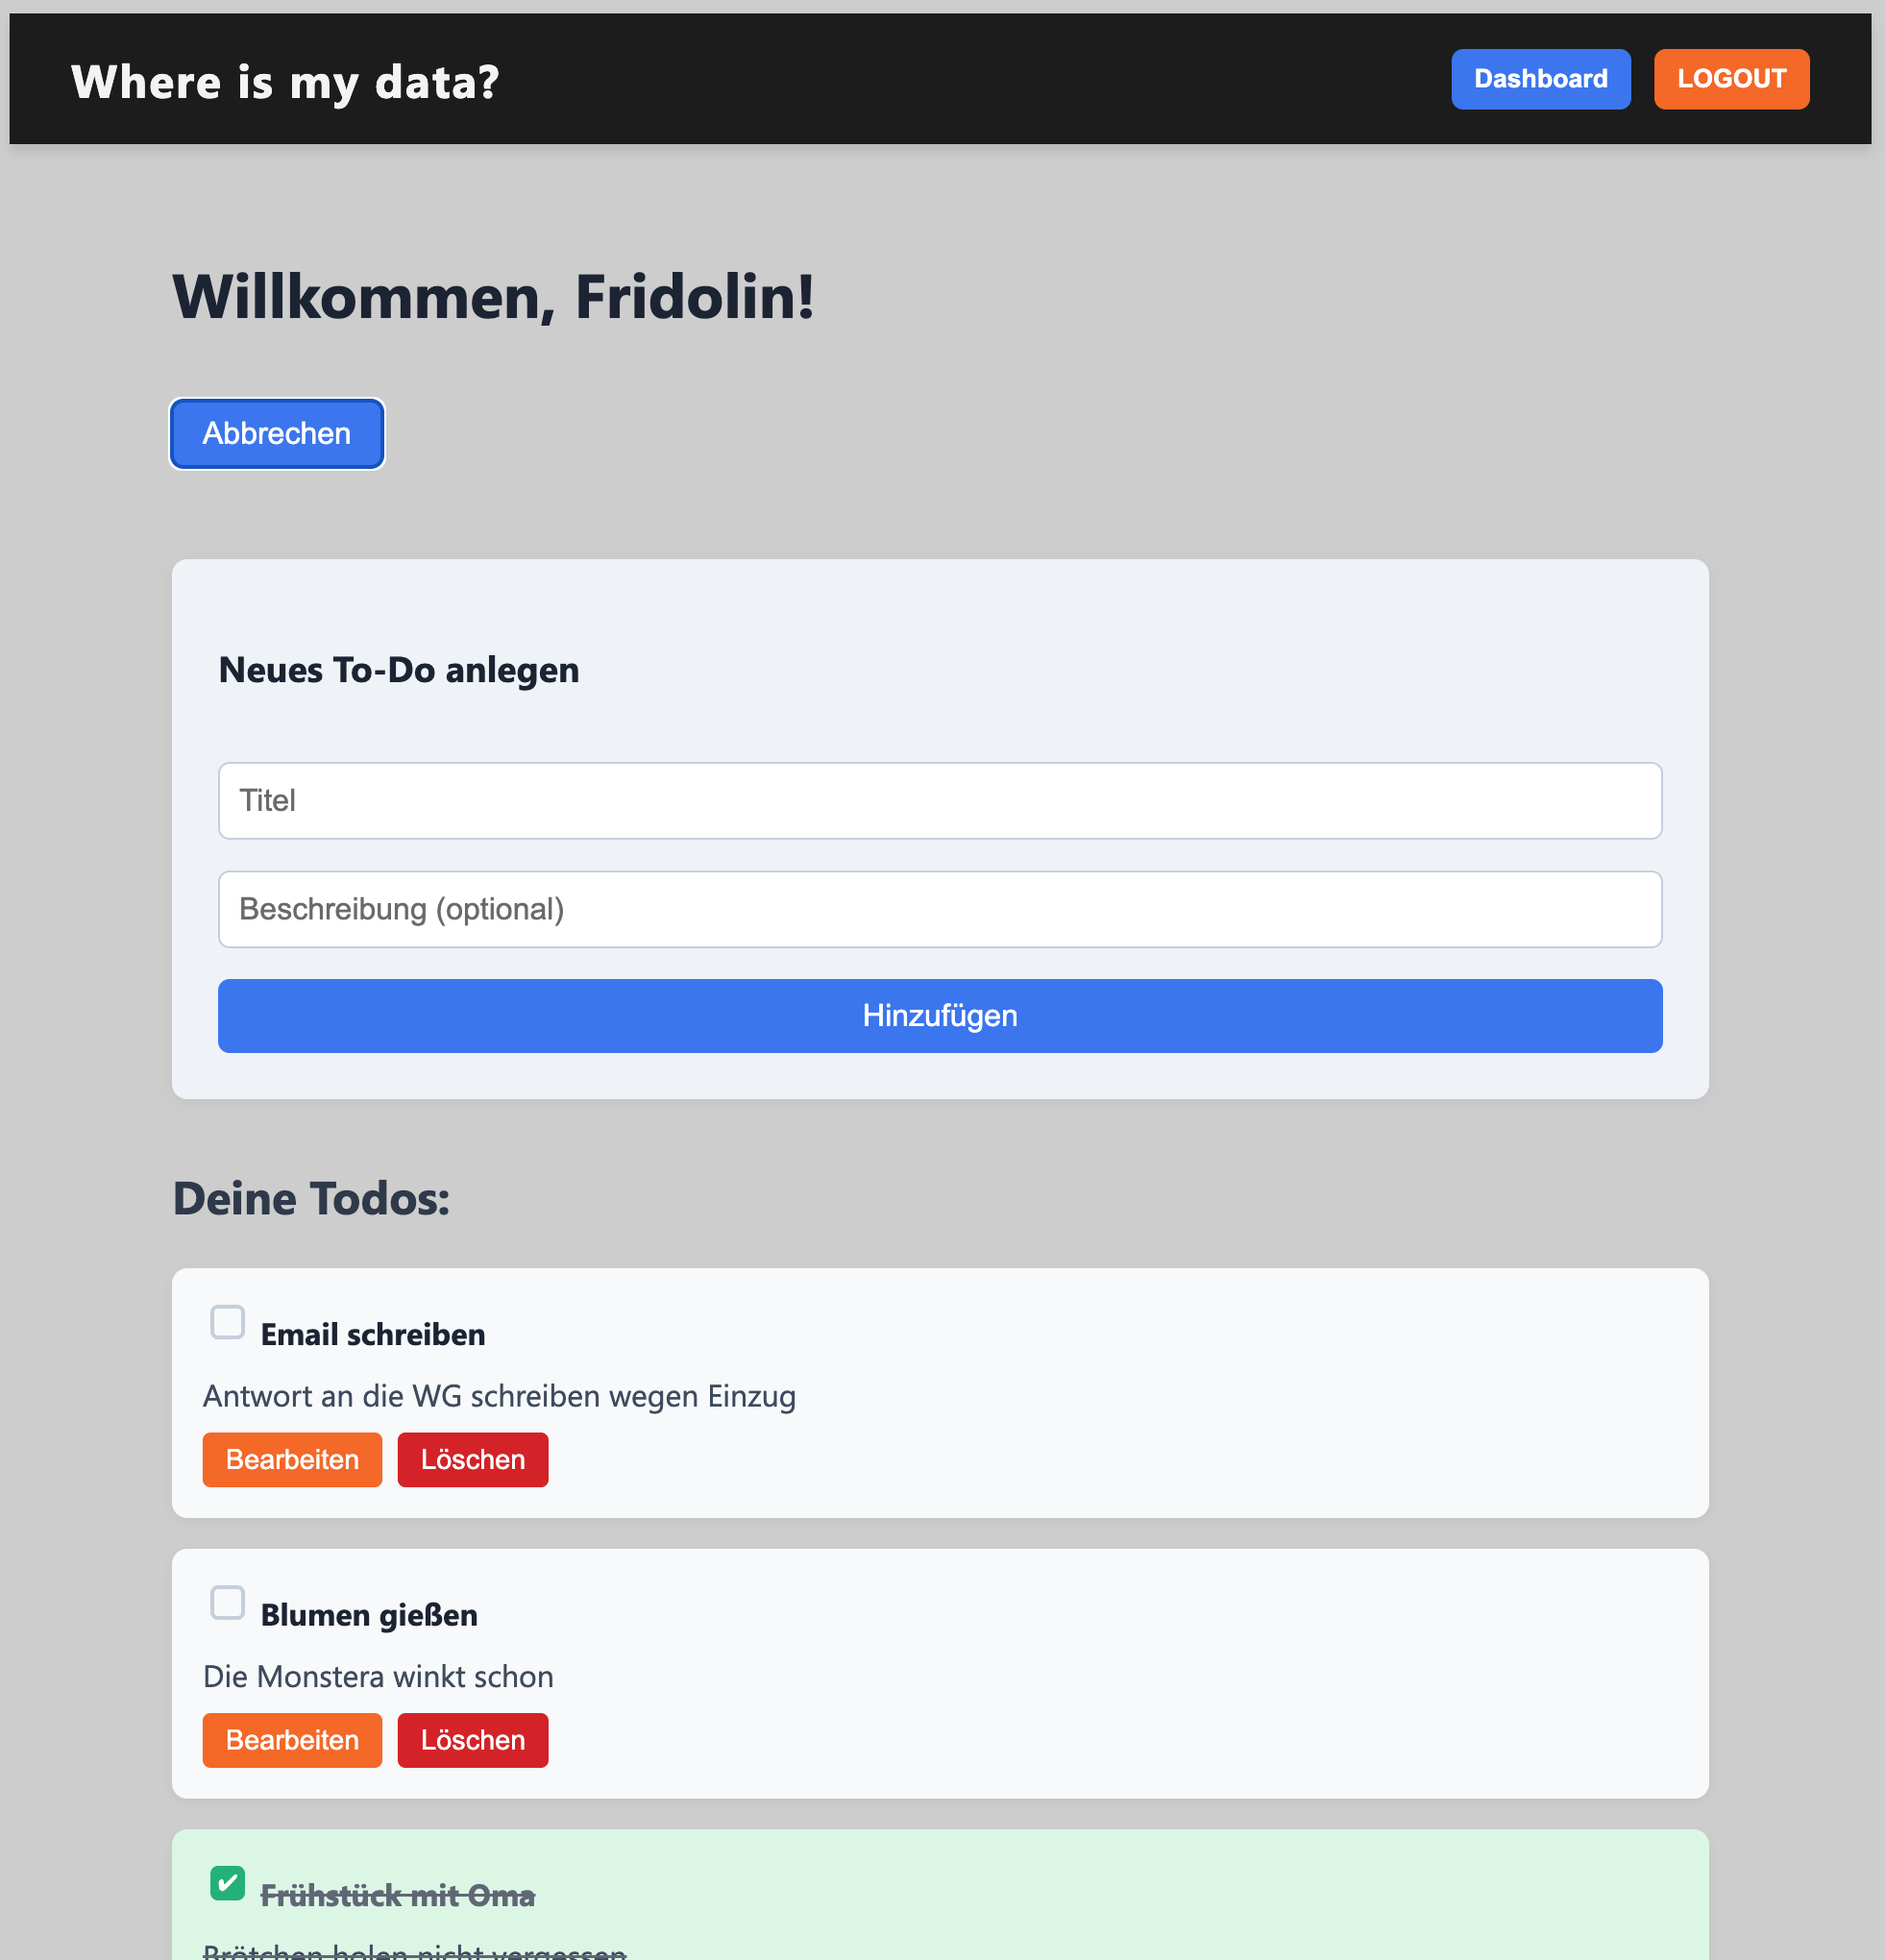 Where is my data?
Dashboard
LOGOUT
Willkommen, Fridolin!
Abbrechen
Neues To-Do anlegen
Titel
Beschreibung (optional)
Hinzufügen
Deine Todos:
Email schreiben
Antwort an die WG schreiben wegen Einzug
Bearbeiten
Löschen
Blumen gießen
Die Monstera winkt schon
Bearbeiten
Löschen
Frühstück mit Oma
Brötchen holen nicht vergessen